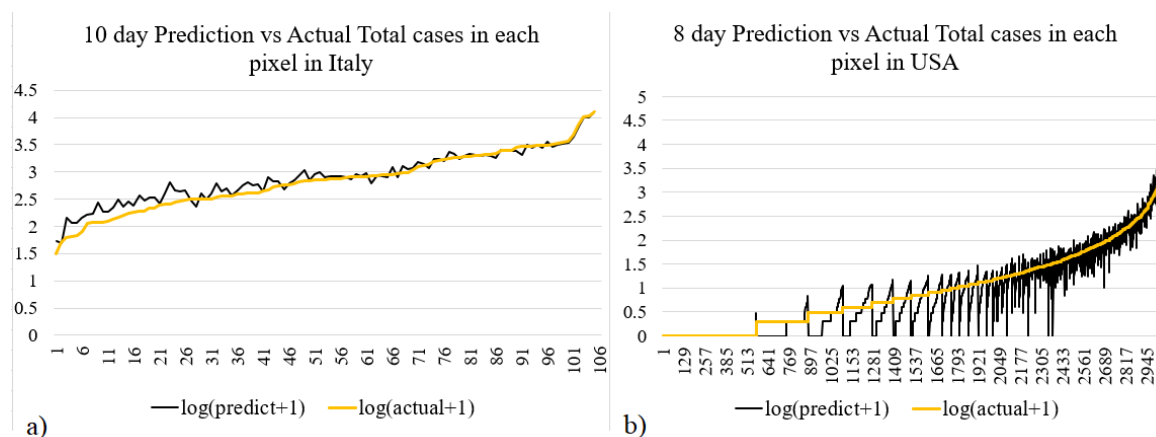 10 day Prediction vs Actual Total cases in each
pixel in Italy
4.5
4
3.5
3
2.5
2
1.5
1
0.5
0
1 6 11 16 21 26 31 36 41 46 51 56 61 66 71 76 81 86 91 96 101 106
log(predict+1) log(actual+1)
a)
8 day Prediction vs Actual Total cases in each
pixel in USA
5
4.5
4
3.5
3
2.5
2
1.5
1
0.5
0
1 129 257 385 513 641 769 897 1025 1153 1281 1409 1537 1665 1793 1921 2049 2177 2305 2433 2561 2689 2817 2945
log(predict+1) log(actual+1)
b)